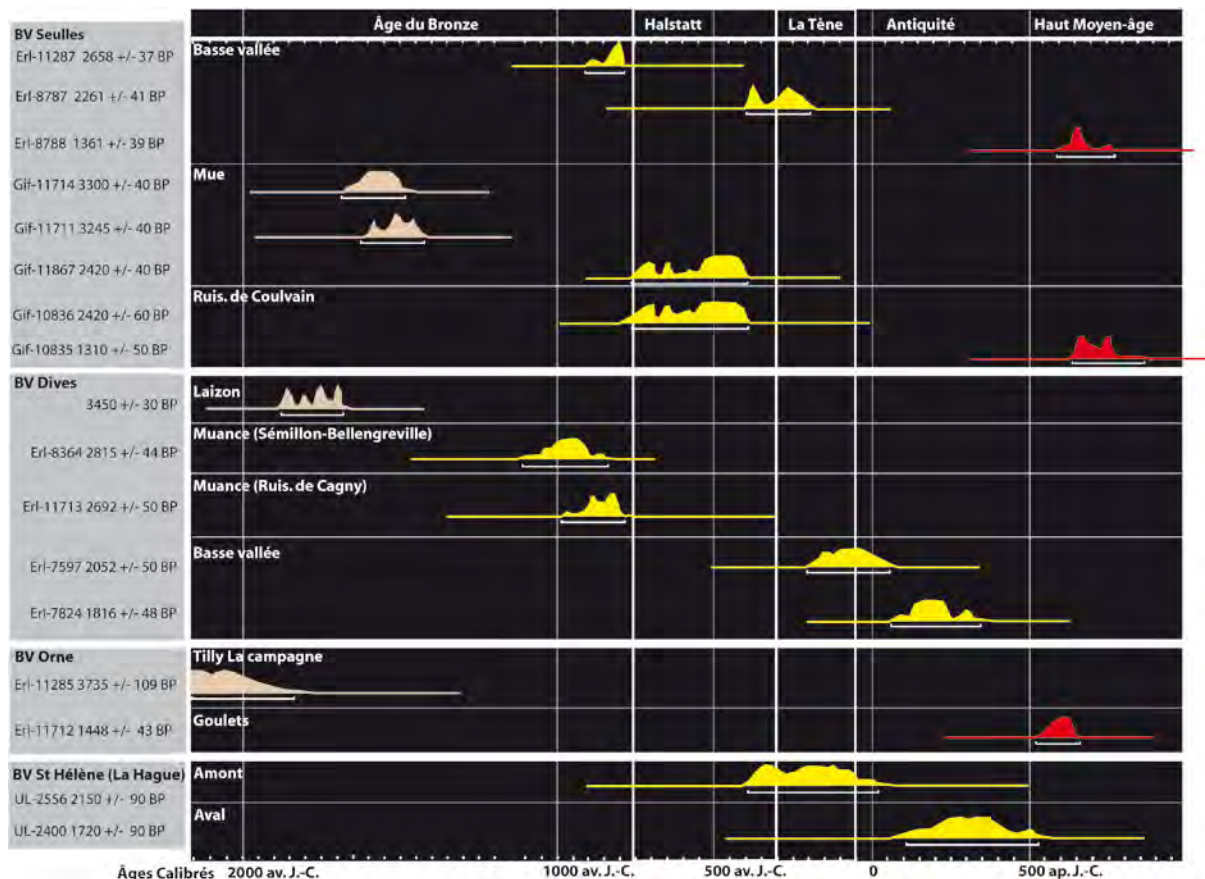 Âge du Bronze Halstatt La Tène Antiquité Haut Moyen-âge
BV Seulles
Basse vallée
Erl-11287 2658 +/- 37 BP
Erl-8787 2261 +/- 41 BP
Erl-8788 1361 +/- 39 BP
Mue
Gif-11714 3300 +/- 40 BP
Gif-11711 3245 +/- 40 BP
Gif-11867 2420 +/- 40 BP
Ruis. de Coulvain
Gif-10836 2420 +/- 60 BP
Gif-10835 1310 +/- 50 BP
BV Dives
Laizon
3450 +/- 30 BP
Muance (Sémillon-Bellengreville)
Erl-8364 2815 +/- 44 BP
Muance (Ruis. de Cagny)
Erl-11713 2692 +/- 50 BP
Basse vallée
Erl-7597 2052 +/- 50 BP
Erl-7824 1816 +/- 48 BP
BV Orne
Tilly La campagne
Erl-11285 3735 +/- 109 BP
Goulets
Erl-11712 1448 +/- 43 BP
BV St Hélène (La Hague)
Amont
UL-2556 2150 +/- 90 BP
Aval
UL-2400 1720 +/- 90 BP
Âges Calibrés 2000 av. J.-C. 1000 av. J.-C. 500 av. J.-C. 0 500 ap. J.-C.